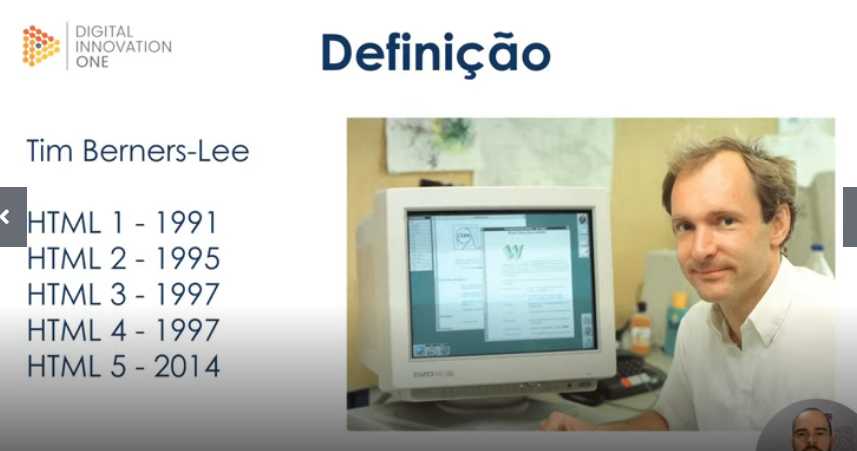 DIGITAL
INNOVATION
ONE
Definição
Tim Berners-Lee
HTML 1 - 1991
HTML 2 - 1995
HTML 3 - 1997
HTML 4 - 1997
HTML 5 - 2014
W
EIZO